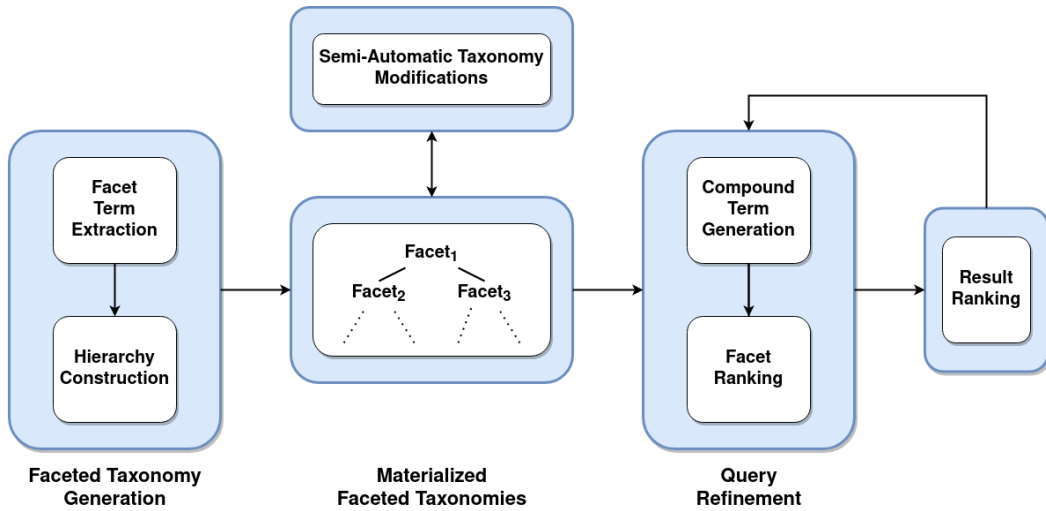 Semi-Automatic Taxonomy
Modifications
Facet
Term
Extraction
Hierarchy
Construction
Facet₁
Facet₂ Facet₃
Compound
Term
Generation
Facet
Ranking
Result
Ranking
Faceted Taxonomy
Generation
Materialized
Faceted Taxonomies
Query
Refinement